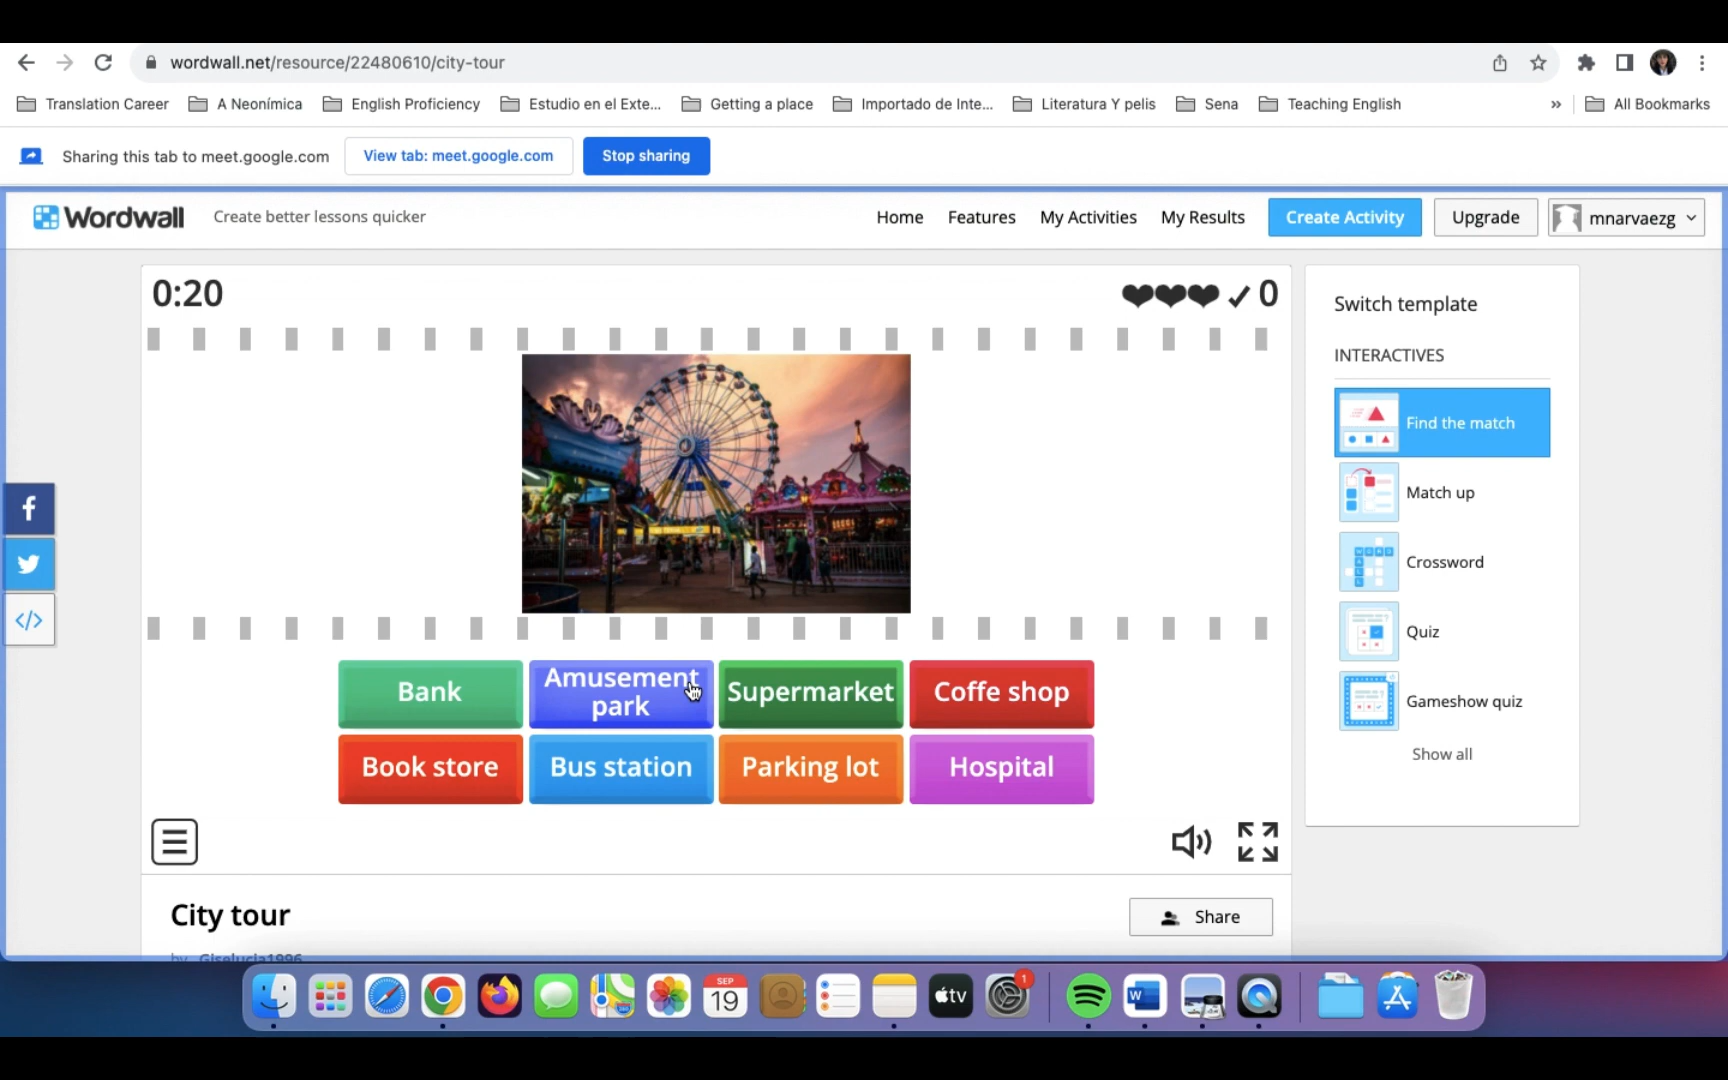 wordwall.net/resource/22480610/city-tour
Translation Career A Neonímica English Proficiency Estudio en el Exte... Getting a place Importado de Inte... Literatura Y pelis Sena Teaching English » All Bookmarks
Sharing this tab to meet.google.com View tab: meet.google.com Stop sharing
Wordwall Create better lessons quicker Home Features My Activities My Results Create Activity Upgrade mnarvaezg
0:20 0
Switch template
INTERACTIVES
Find the match
Match up
Crossword
Quiz
Gameshow quiz
Show all
Bank Amusement park Supermarket Coffe shop
Book store Bus station Parking lot Hospital
City tour Share
by Giselucia1996
SEP
19
tv
1
W